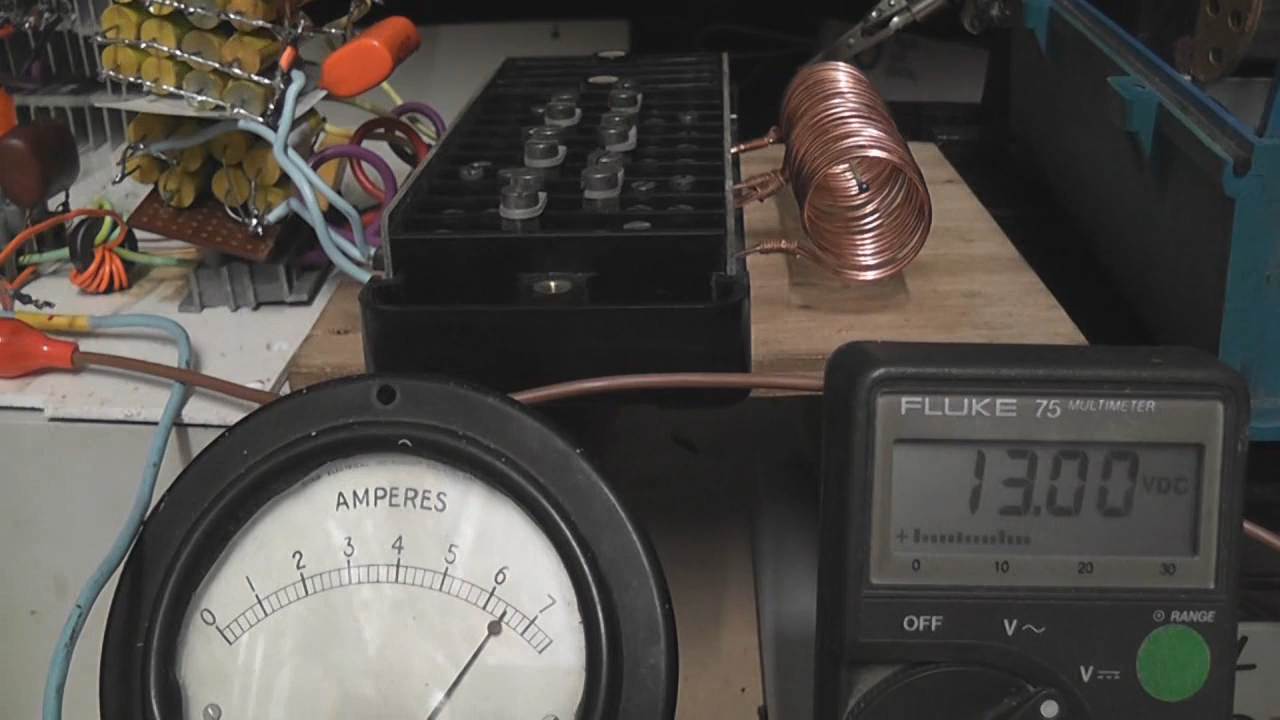 AMPERES
0 1 2 3 4 5 6 7
FLUKE 75 MULTIMETER
13.00 VDC
+
0 10 20 30
OFF V~ RANGE
V⎓